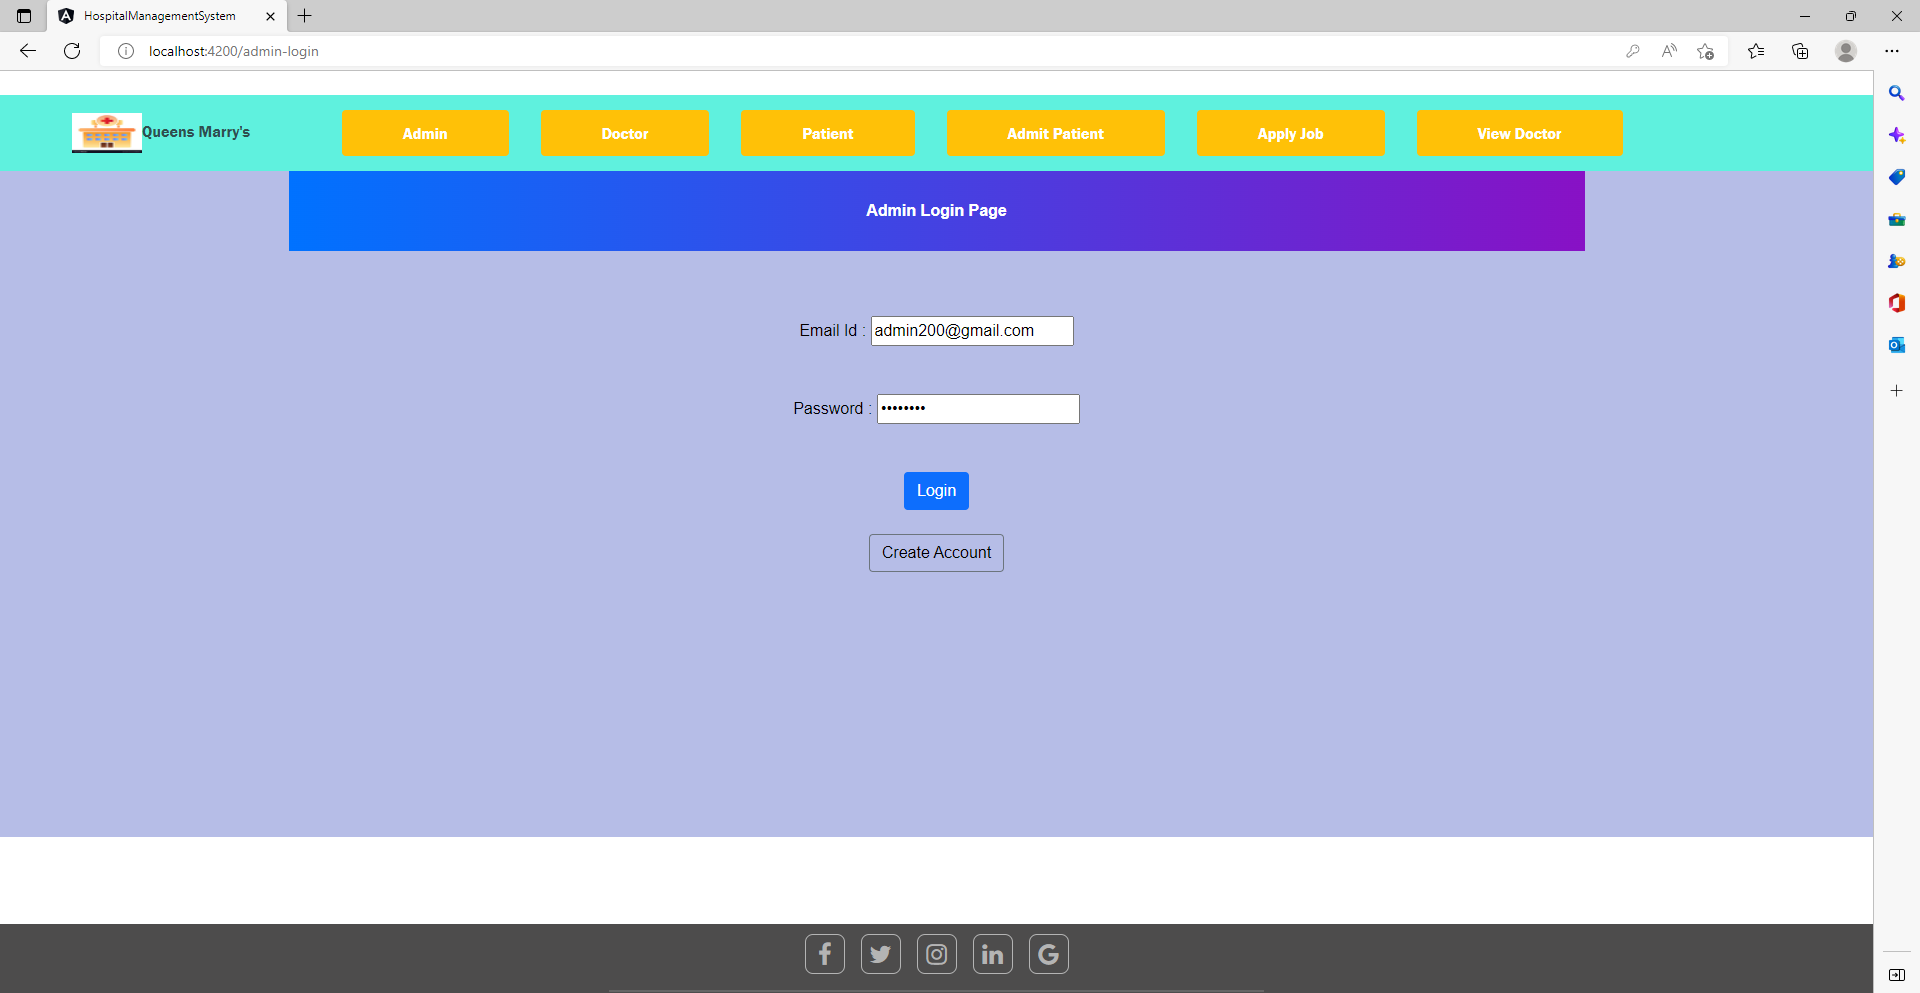 HospitalManagementSystem
localhost:4200/admin-login
Queens Marry's
Admin
Doctor
Patient
Admit Patient
Apply Job
View Doctor
Admin Login Page
Email Id : admin200@gmail.com
Password : ••••••••
Login
Create Account